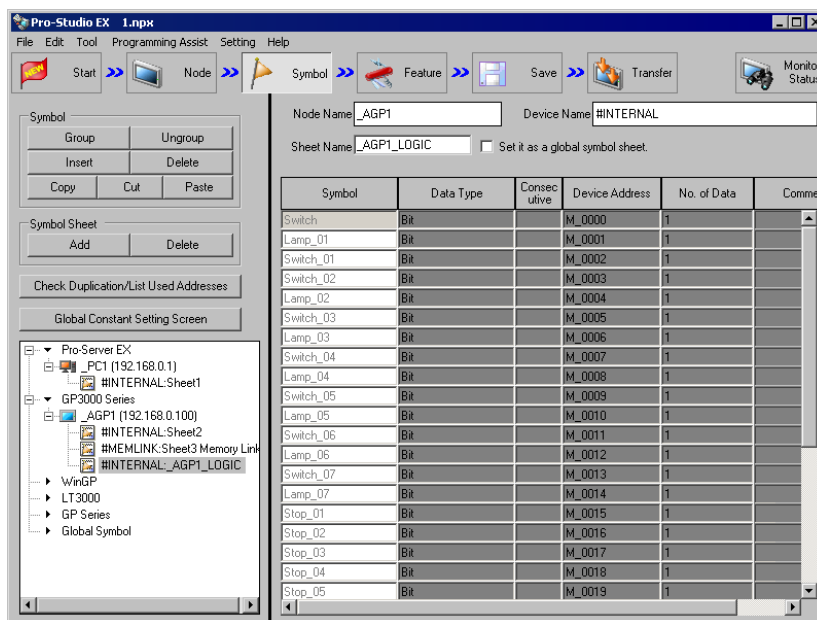 Pro-Studio EX 1.npx
File Edit Tool Programming Assist Setting Help
NEW Start Node Symbol Feature Save Transfer Monito Status
Node Name _AGP1 Device Name #INTERNAL
Sheet Name _AGP1_LOGIC Set it as a global symbol sheet.
Symbol
Group Ungroup
Insert Delete
Copy Cut Paste
Symbol Sheet
Add Delete
Check Duplication/List Used Addresses
Global Constant Setting Screen
Pro-Server EX
_PC1 (192.168.0.1)
#INTERNAL:Sheet1
GP3000 Series
_AGP1 (192.168.0.100)
#INTERNAL:Sheet2
#MEMLINK:Sheet3 Memory Link
#INTERNAL:_AGP1_LOGIC
WinGP
LT3000
GP Series
Global Symbol
Symbol Data Type Consecutive Device Address No. of Data Comme
Switch Bit M_0000 1
Lamp_01 Bit M_0001 1
Switch_01 Bit M_0002 1
Switch_02 Bit M_0003 1
Lamp_02 Bit M_0004 1
Switch_03 Bit M_0005 1
Lamp_03 Bit M_0006 1
Switch_04 Bit M_0007 1
Lamp_04 Bit M_0008 1
Switch_05 Bit M_0009 1
Lamp_05 Bit M_0010 1
Switch_06 Bit M_0011 1
Lamp_06 Bit M_0012 1
Switch_07 Bit M_0013 1
Lamp_07 Bit M_0014 1
Stop_01 Bit M_0015 1
Stop_02 Bit M_0016 1
Stop_03 Bit M_0017 1
Stop_04 Bit M_0018 1
Stop_05 Bit M_0019 1